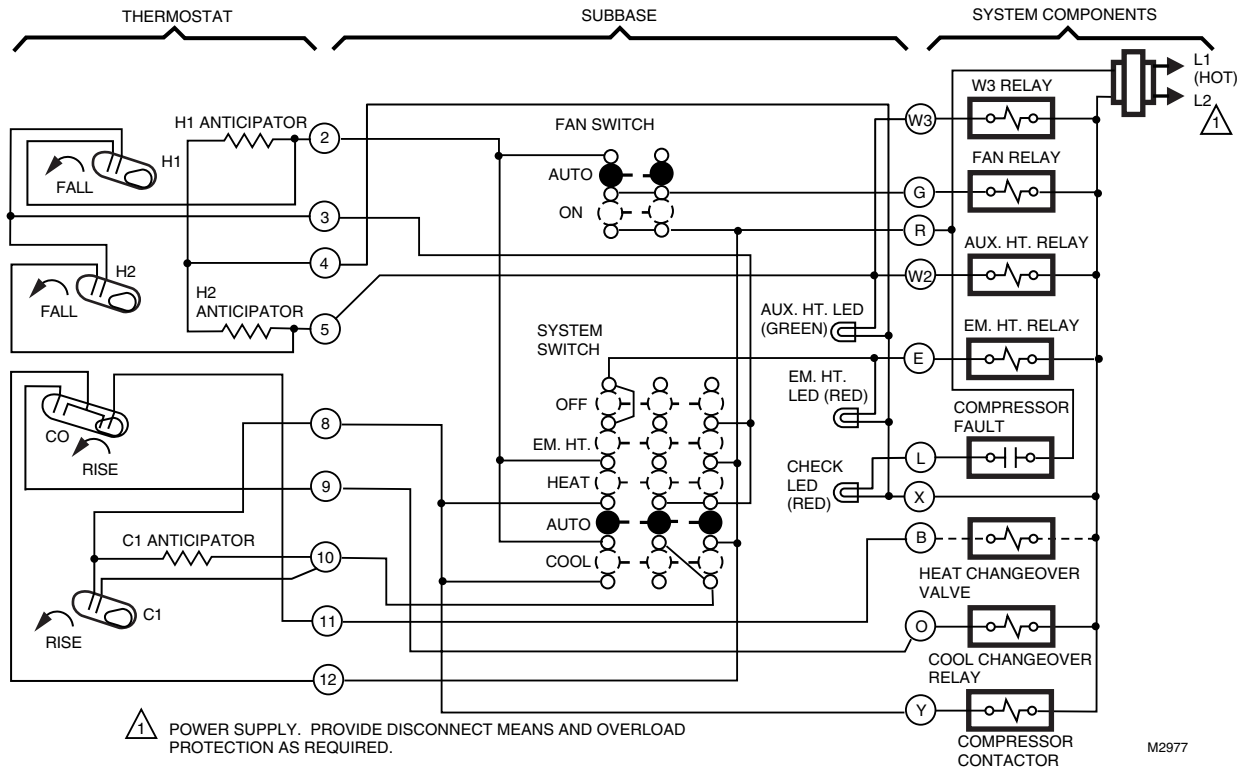 THERMOSTAT
SUBBASE
SYSTEM COMPONENTS
L1
(HOT)
L2
1
W3 RELAY
H1 ANTICIPATOR
2
FAN SWITCH
W3
H1
FALL
AUTO
FAN RELAY
G
ON
3
R
4
AUX. HT. RELAY
W2
H2
FALL
H2
ANTICIPATOR
5
AUX. HT. LED
(GREEN)
SYSTEM
SWITCH
EM. HT. RELAY
E
EM. HT.
LED (RED)
OFF
COMPRESSOR
FAULT
CO
RISE
8
EM. HT.
L
CHECK
LED
(RED)
HEAT
9
X
AUTO
C1 ANTICIPATOR
10
B
COOL
HEAT CHANGEOVER
VALVE
C1
RISE
11
O
COOL CHANGEOVER
RELAY
12
Y
COMPRESSOR
CONTACTOR
1 POWER SUPPLY. PROVIDE DISCONNECT MEANS AND OVERLOAD
PROTECTION AS REQUIRED.
M2977